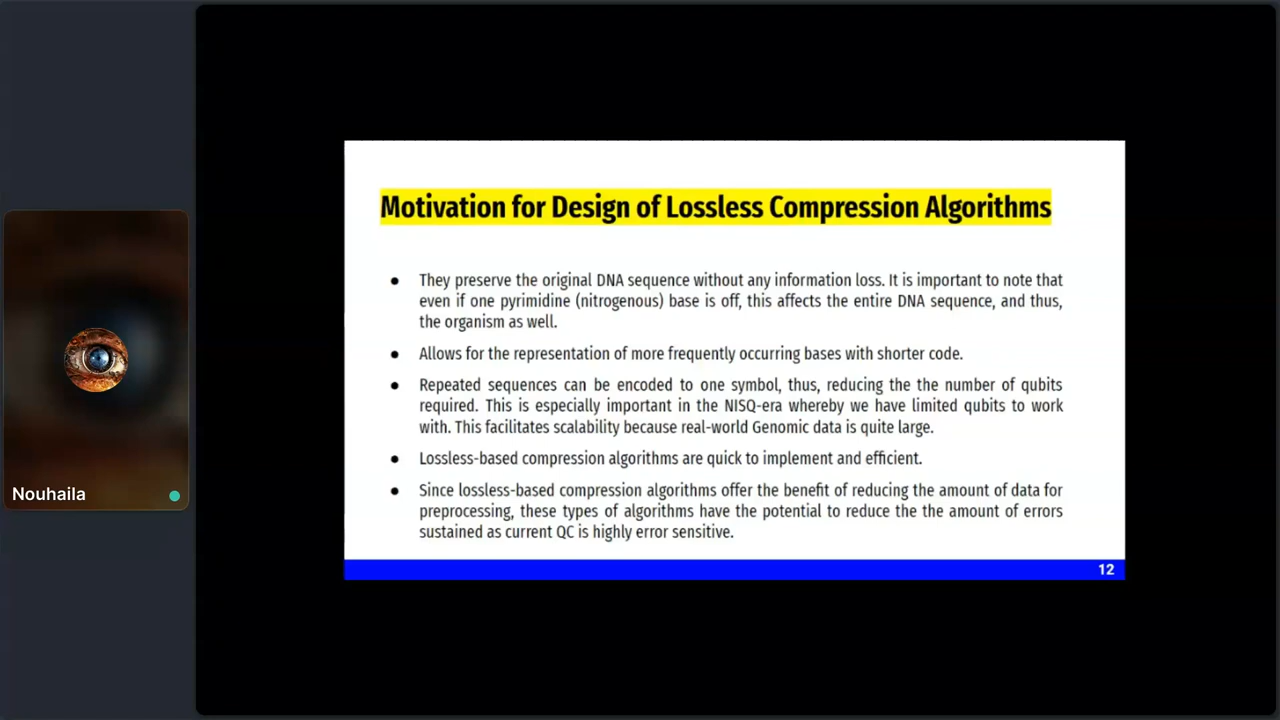 Motivation for Design of Lossless Compression Algorithms
● They preserve the original DNA sequence without any information loss. It is important to note that
even if one pyrimidine (nitrogenous) base is off, this affects the entire DNA sequence, and thus,
the organism as well.
● Allows for the representation of more frequently occurring bases with shorter code.
● Repeated sequences can be encoded to one symbol, thus, reducing the the number of qubits
required. This is especially important in the NISQ-era whereby we have limited qubits to work
with. This facilitates scalability because real-world Genomic data is quite large.
● Lossless-based compression algorithms are quick to implement and efficient.
● Since lossless-based compression algorithms offer the benefit of reducing the amount of data for
preprocessing, these types of algorithms have the potential to reduce the the amount of errors
sustained as current QC is highly error sensitive.
12
Nouhaila